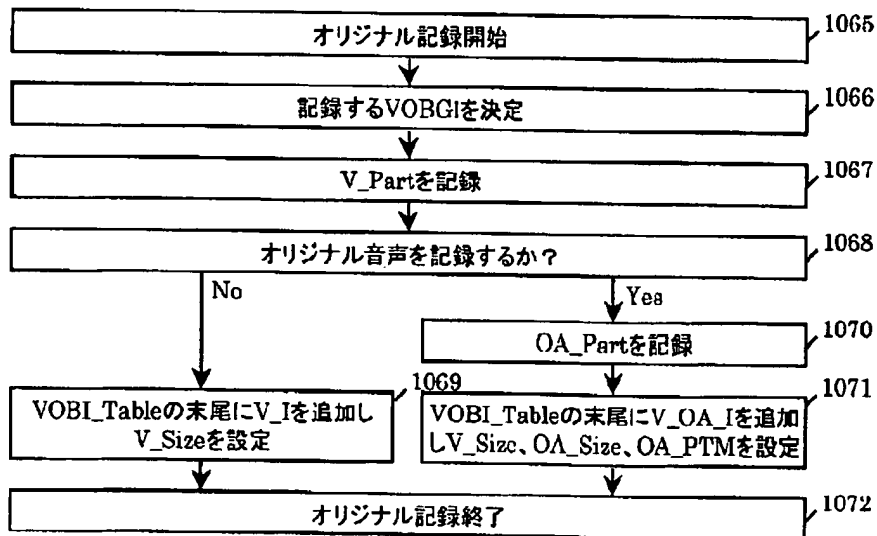 オリジナル記録開始
1065
記録するVOBGIを決定
1066
V_Partを記録
1067
オリジナル音声を記録するか？
1068
No
Yes
OA_Partを記録
1070
1069
VOBI_Tableの末尾にV_Iを追加し
V_Sizeを設定
1071
VOBI_Tableの末尾にV_OA_Iを追加
しV_Size、OA_Size、OA_PTMを設定
オリジナル記録終了
1072